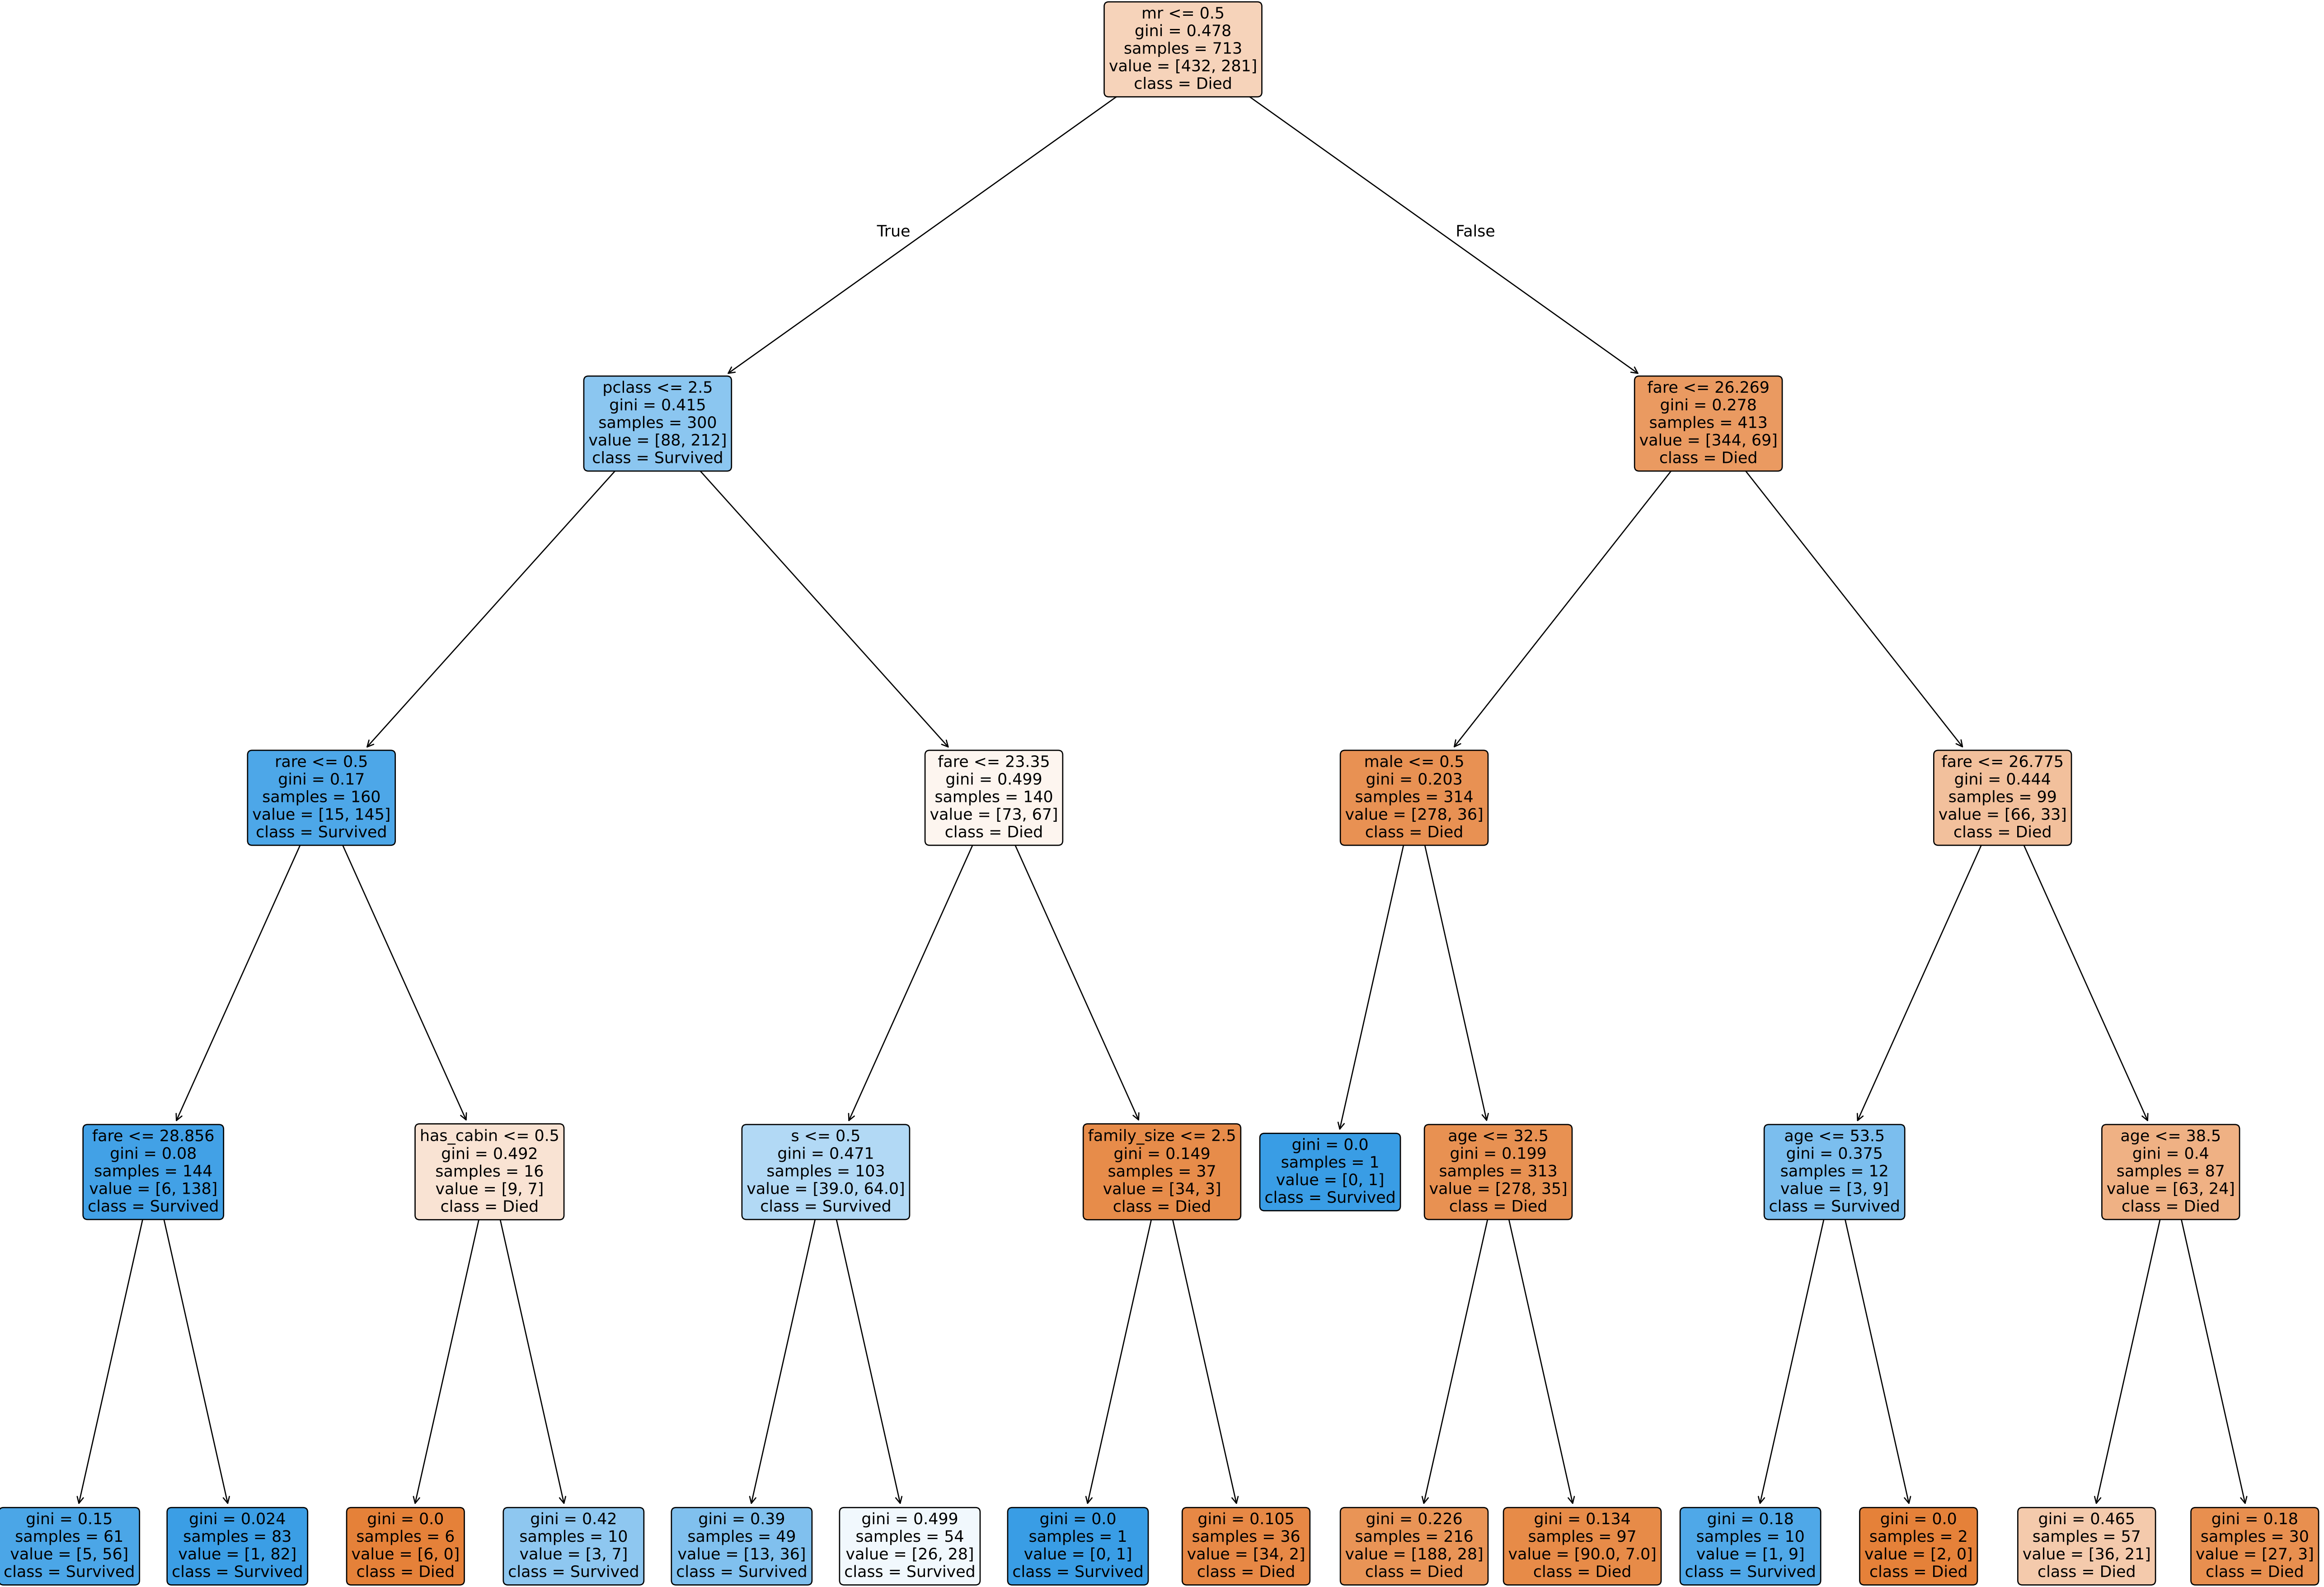 mr <= 0.5
gini = 0.478
samples = 713
value = [432, 281]
class = Died
True
False
pclass <= 2.5
gini = 0.415
samples = 300
value = [88, 212]
class = Survived
fare <= 26.269
gini = 0.278
samples = 413
value = [344, 69]
class = Died
rare <= 0.5
gini = 0.17
samples = 160
value = [15, 145]
class = Survived
fare <= 23.35
gini = 0.499
samples = 140
value = [73, 67]
class = Died
male <= 0.5
gini = 0.203
samples = 314
value = [278, 36]
class = Died
fare <= 26.775
gini = 0.444
samples = 99
value = [66, 33]
class = Died
fare <= 28.856
gini = 0.08
samples = 144
value = [6, 138]
class = Survived
has_cabin <= 0.5
gini = 0.492
samples = 16
value = [9, 7]
class = Died
s <= 0.5
gini = 0.471
samples = 103
value = [39.0, 64.0]
class = Survived
family_size <= 2.5
gini = 0.149
samples = 37
value = [34, 3]
class = Died
gini = 0.0
samples = 1
value = [0, 1]
class = Survived
age <= 32.5
gini = 0.199
samples = 313
value = [278, 35]
class = Died
age <= 53.5
gini = 0.375
samples = 12
value = [3, 9]
class = Survived
age <= 38.5
gini = 0.4
samples = 87
value = [63, 24]
class = Died
gini = 0.15
samples = 61
value = [5, 56]
class = Survived
gini = 0.024
samples = 83
value = [1, 82]
class = Survived
gini = 0.0
samples = 6
value = [6, 0]
class = Died
gini = 0.42
samples = 10
value = [3, 7]
class = Survived
gini = 0.39
samples = 49
value = [13, 36]
class = Survived
gini = 0.499
samples = 54
value = [26, 28]
class = Survived
gini = 0.0
samples = 1
value = [0, 1]
class = Survived
gini = 0.105
samples = 36
value = [34, 2]
class = Died
gini = 0.226
samples = 216
value = [188, 28]
class = Died
gini = 0.134
samples = 97
value = [90.0, 7.0]
class = Died
gini = 0.18
samples = 10
value = [1, 9]
class = Survived
gini = 0.0
samples = 2
value = [2, 0]
class = Died
gini = 0.465
samples = 57
value = [36, 21]
class = Died
gini = 0.18
samples = 30
value = [27, 3]
class = Died